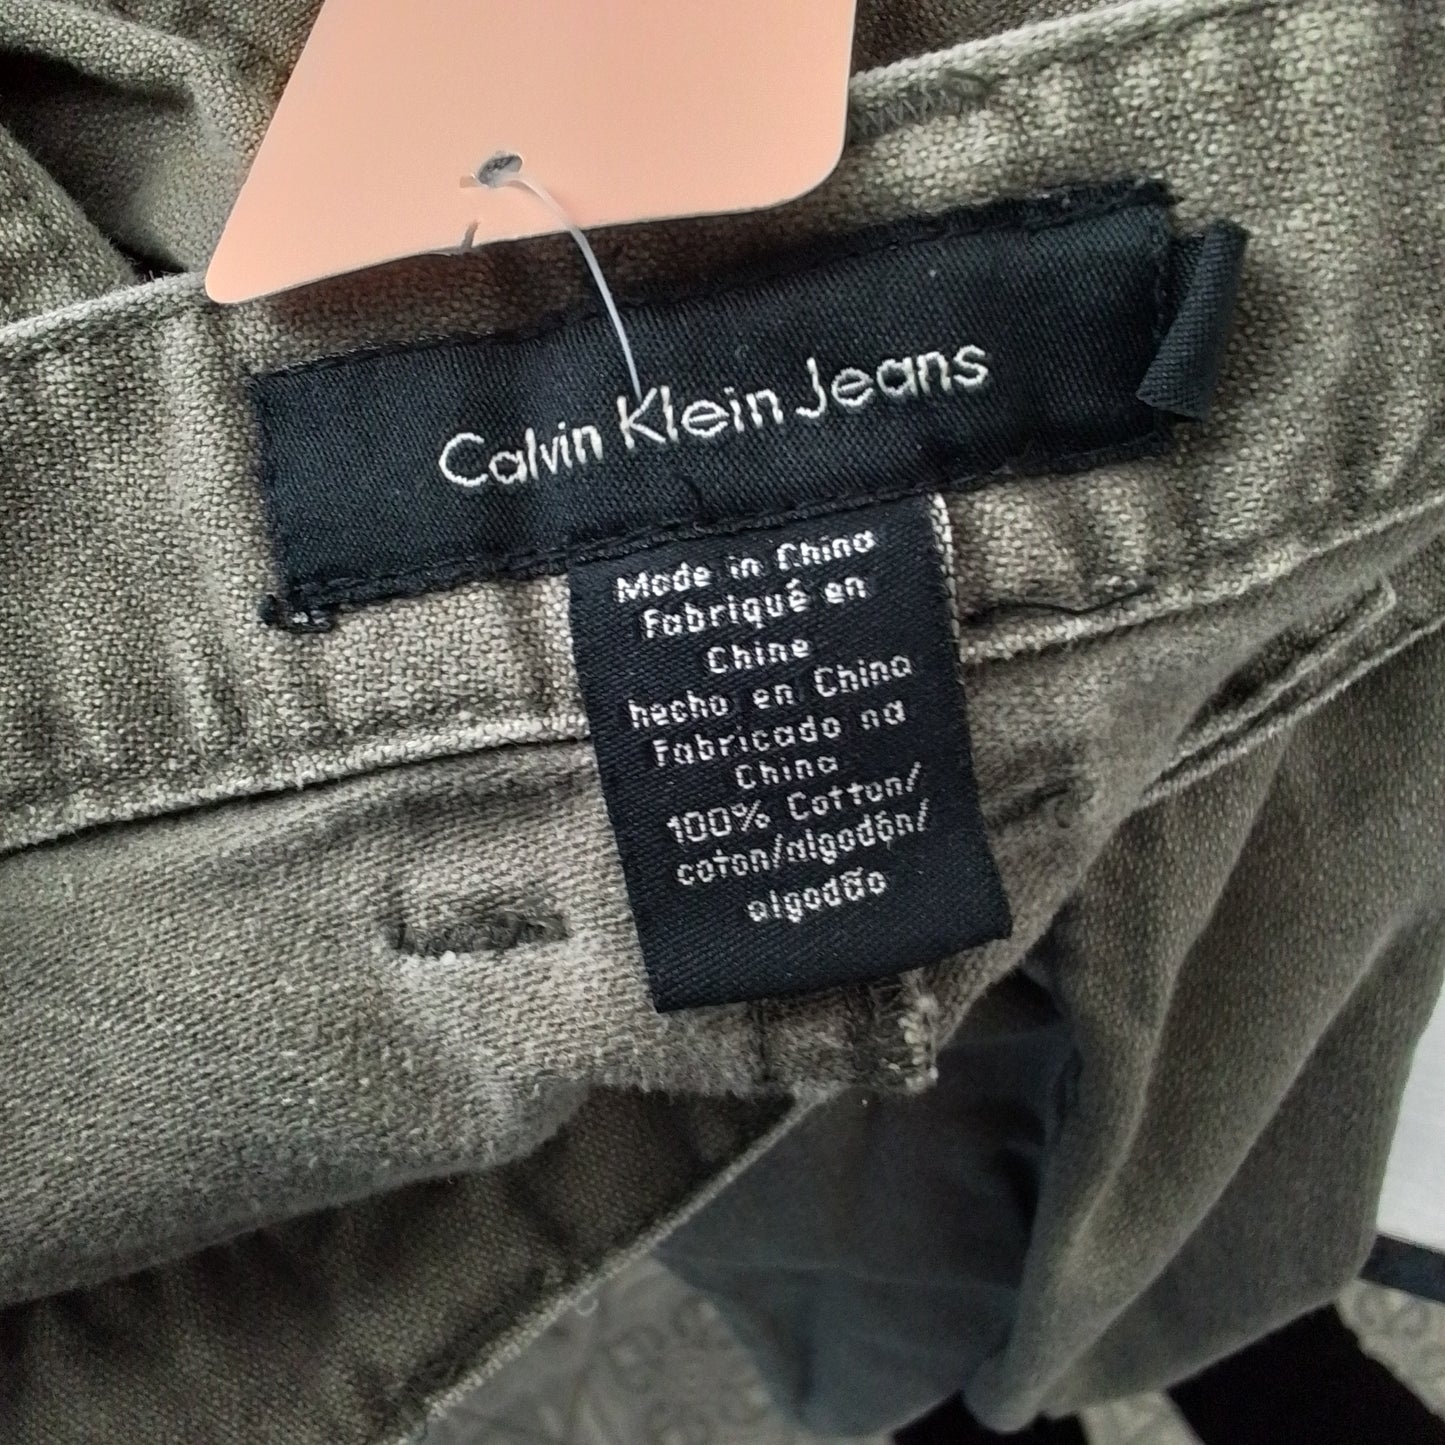 Calvin Klein Jeans
Made in China
Fabriqué en
Chine
hecho en China
Fabricado na
China
100% Cotton/
coton/algodón/
algodão